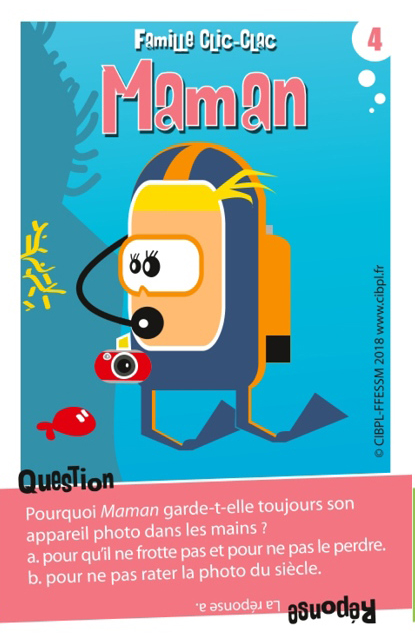 Famille Clic-Clac
4
Maman
© CIBPL-FFESSM 2018 www.cibpl.fr
Question
Pourquoi Maman garde-t-elle toujours son
appareil photo dans les mains ?
a. pour qu'il ne frotte pas et pour ne pas le perdre.
b. pour ne pas rater la photo du siècle.
Réponse
La réponse a.